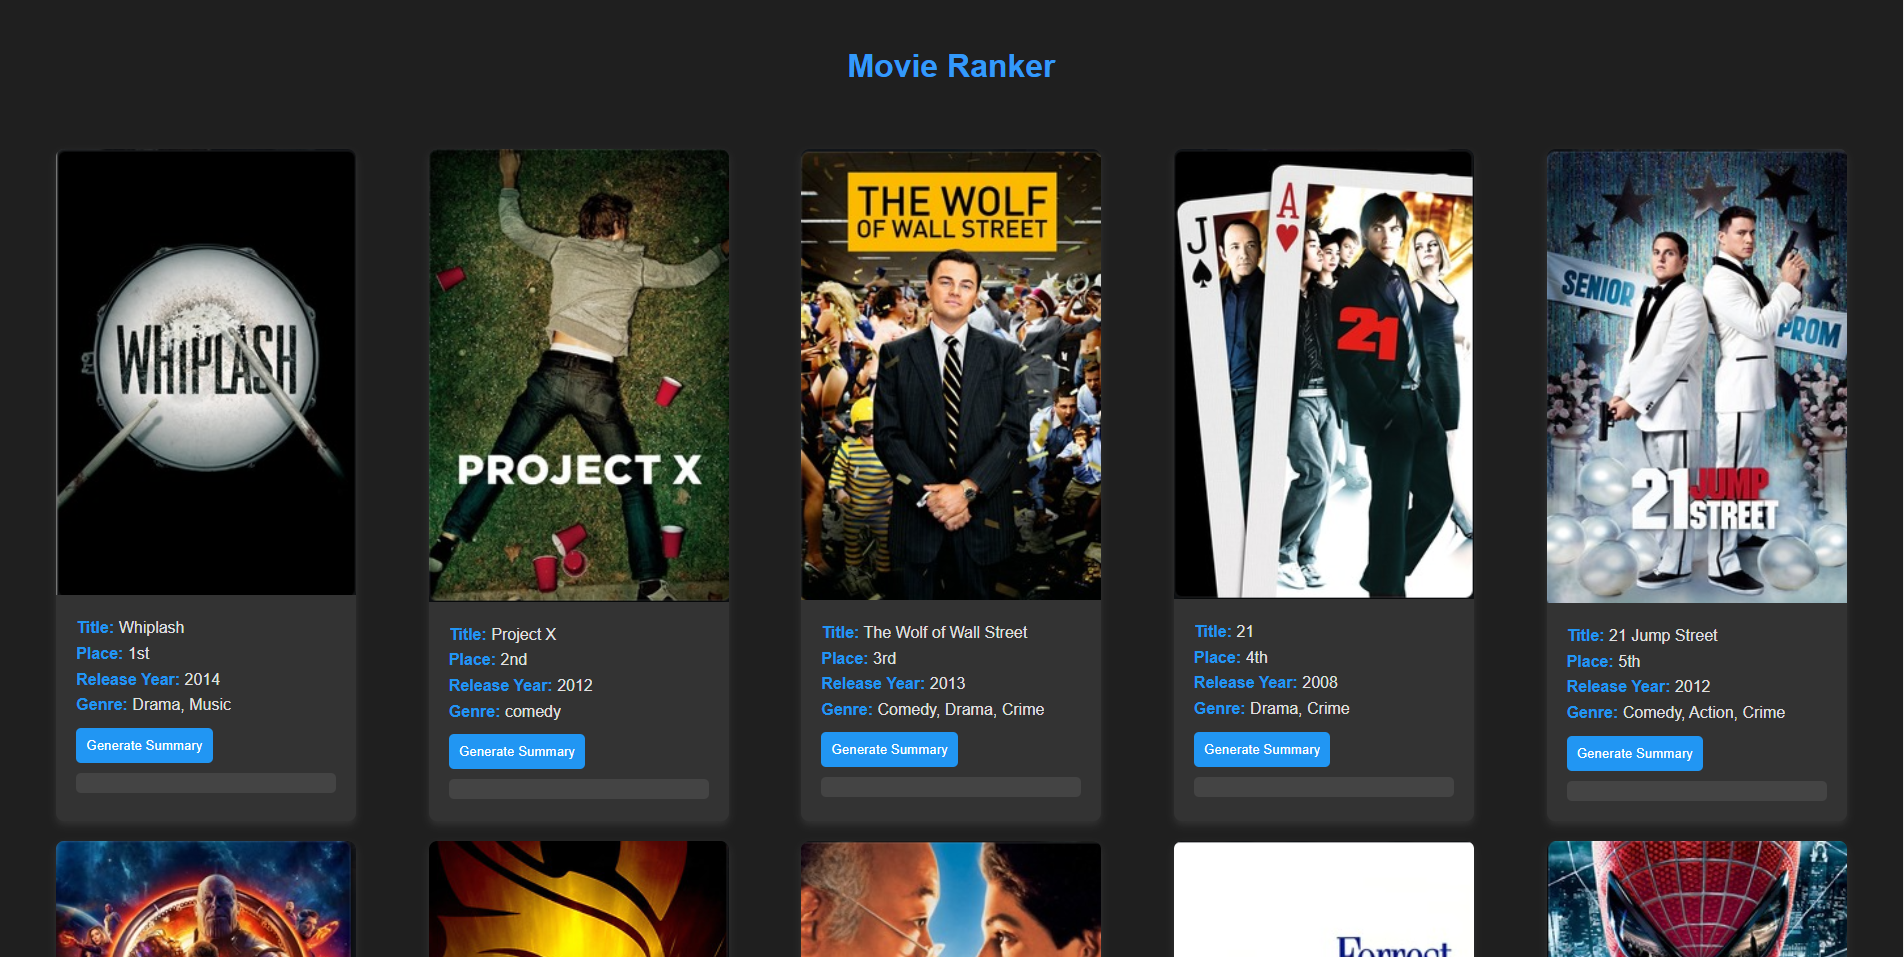 Movie Ranker
WHIPLASH
Title: Whiplash
Place: 1st
Release Year: 2014
Genre: Drama, Music
Generate Summary
PROJECT X
Title: Project X
Place: 2nd
Release Year: 2012
Genre: comedy
Generate Summary
THE WOLF
OF WALL STREET
Title: The Wolf of Wall Street
Place: 3rd
Release Year: 2013
Genre: Comedy, Drama, Crime
Generate Summary
J
A
21
Title: 21
Place: 4th
Release Year: 2008
Genre: Drama, Crime
Generate Summary
SENIOR
PROM
21 JUMP
STREET
Title: 21 Jump Street
Place: 5th
Release Year: 2012
Genre: Comedy, Action, Crime
Generate Summary
Forrest